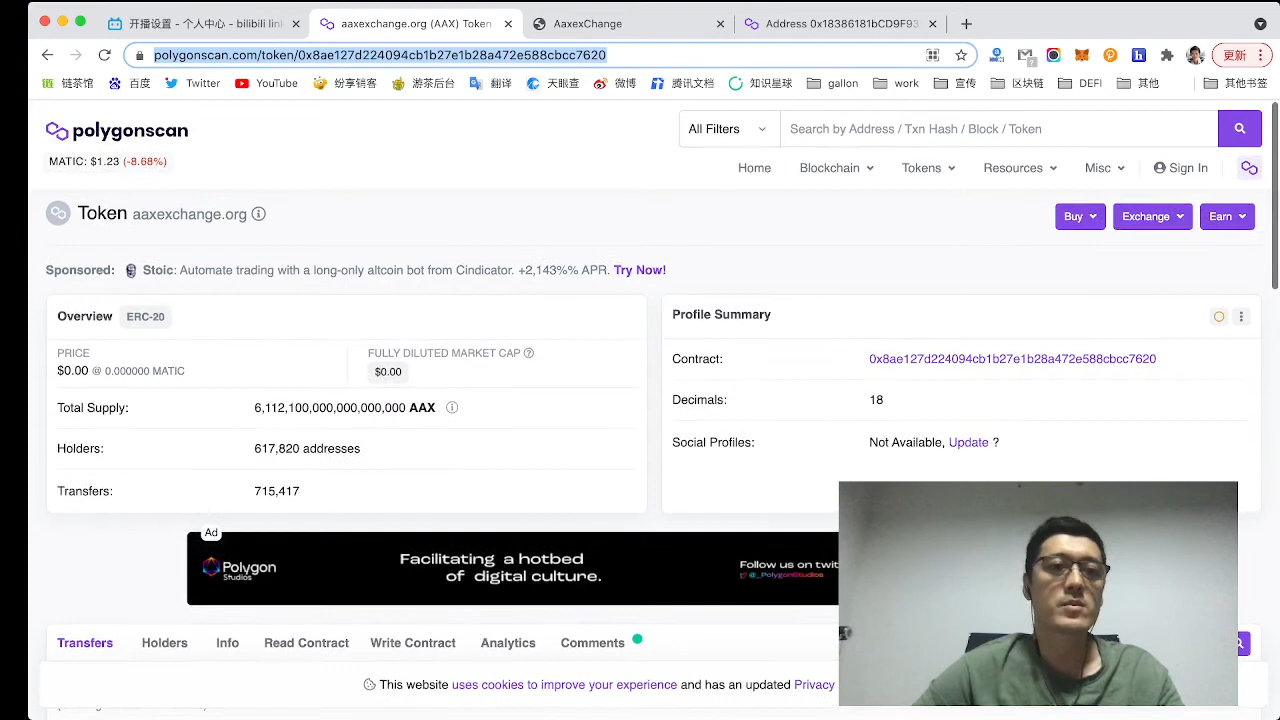 开播设置 - 个人中心 - bilibili link
aaxexchange.org (AAX) Token
AaxexChange
Address 0x18386181bCD9F93
polygonscan.com/token/0x8ae127d224094cb1b27e1b28a472e588cbcc7620
更新
链茶馆 百度 Twitter YouTube 纷享销客 游茶后台 翻译 天眼查 微博 腾讯文档 知识星球 gallon work 宣传 区块链 DEFI 其他 其他书签
polygonscan
All Filters
Search by Address / Txn Hash / Block / Token
MATIC: $1.23 (-8.68%)
Home Blockchain Tokens Resources Misc Sign In
Token aaxexchange.org
Buy Exchange Earn
Sponsored: Stoic: Automate trading with a long-only altcoin bot from Cindicator. +2,143%% APR. Try Now!
Overview ERC-20
PRICE
$0.00 @ 0.000000 MATIC
FULLY DILUTED MARKET CAP
$0.00
Total Supply: 6,112,100,000,000,000,000 AAX
Holders: 617,820 addresses
Transfers: 715,417
Profile Summary
Contract: 0x8ae127d224094cb1b27e1b28a472e588cbcc7620
Decimals: 18
Social Profiles: Not Available, Update ?
Ad
Polygon
Studios
Facilitating a hotbed
of digital culture.
Follow us on twit
@_PolygonStudios
Transfers Holders Info Read Contract Write Contract Analytics Comments
This website uses cookies to improve your experience and has an updated Privacy